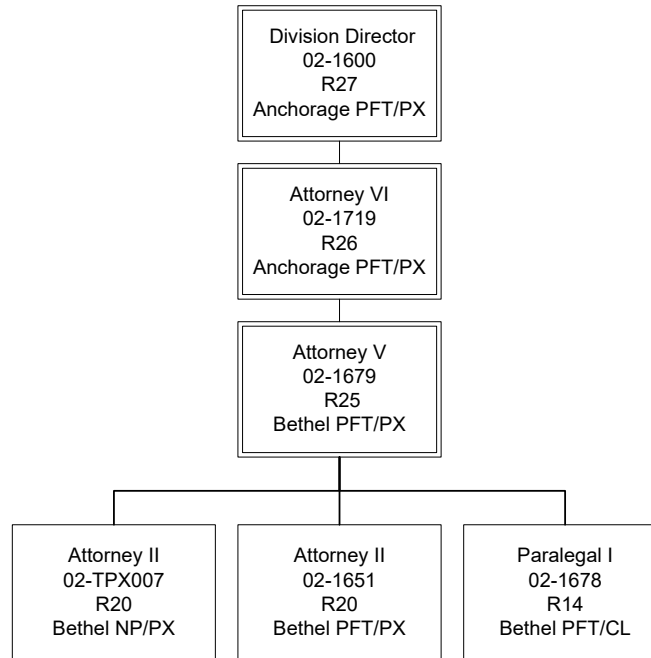 Division Director
02-1600
R27
Anchorage PFT/PX
Attorney VI
02-1719
R26
Anchorage PFT/PX
Attorney V
02-1679
R25
Bethel PFT/PX
Attorney II
02-TPX007
R20
Bethel NP/PX
Attorney II
02-1651
R20
Bethel PFT/PX
Paralegal I
02-1678
R14
Bethel PFT/CL